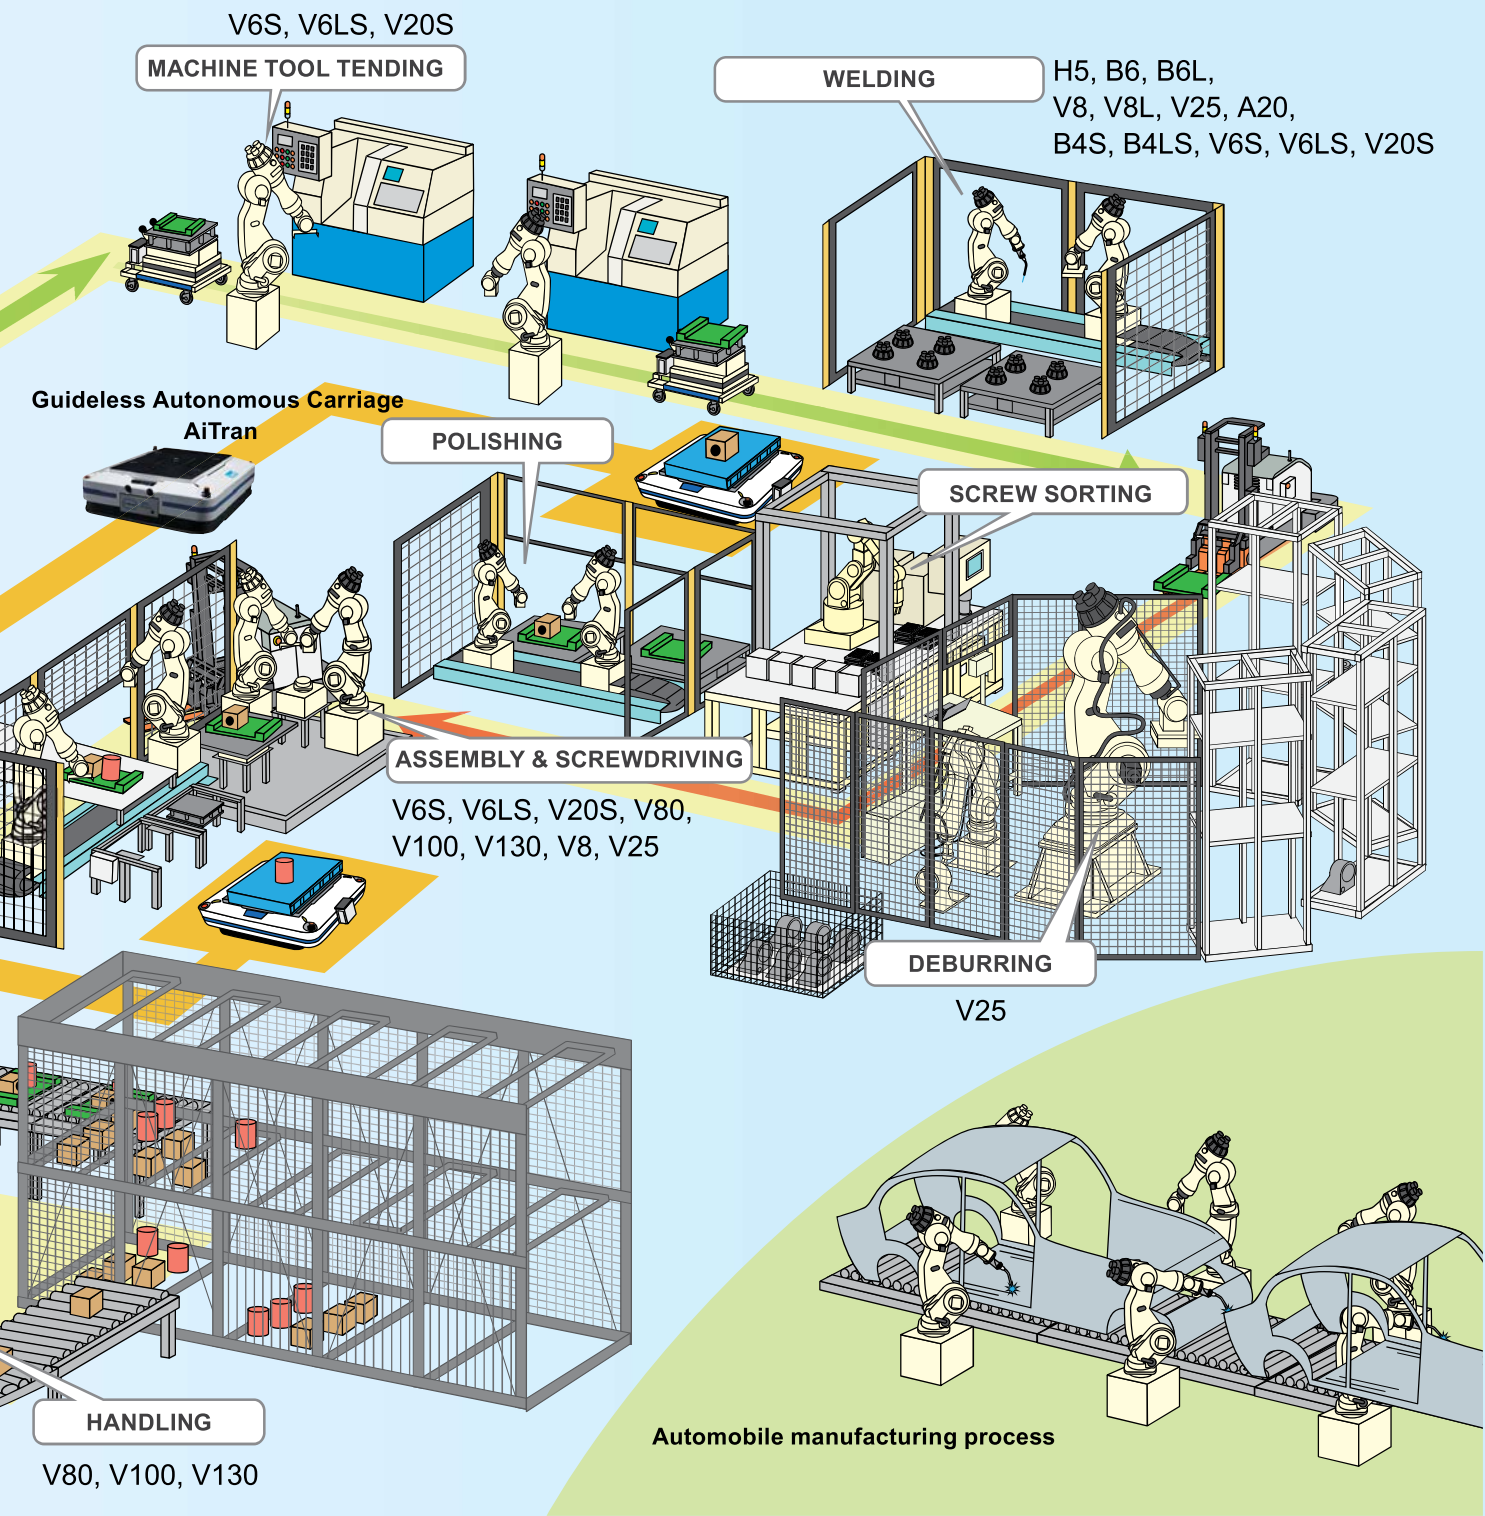 V6S, V6LS, V20S
MACHINE TOOL TENDING
WELDING
H5, B6, B6L,
V8, V8L, V25, A20,
B4S, B4LS, V6S, V6LS, V20S
Guideless Autonomous Carriage
AiTran
POLISHING
SCREW SORTING
ASSEMBLY & SCREWDRIVING
V6S, V6LS, V20S, V80,
V100, V130, V8, V25
DEBURRING
V25
HANDLING
V80, V100, V130
Automobile manufacturing process